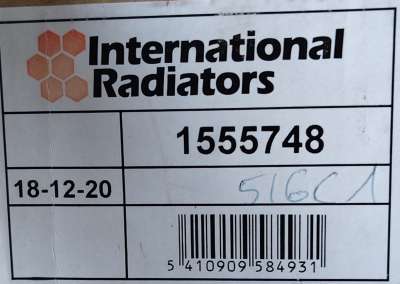 International
Radiators
1555748
18-12-20
516C1
5 410909 584931